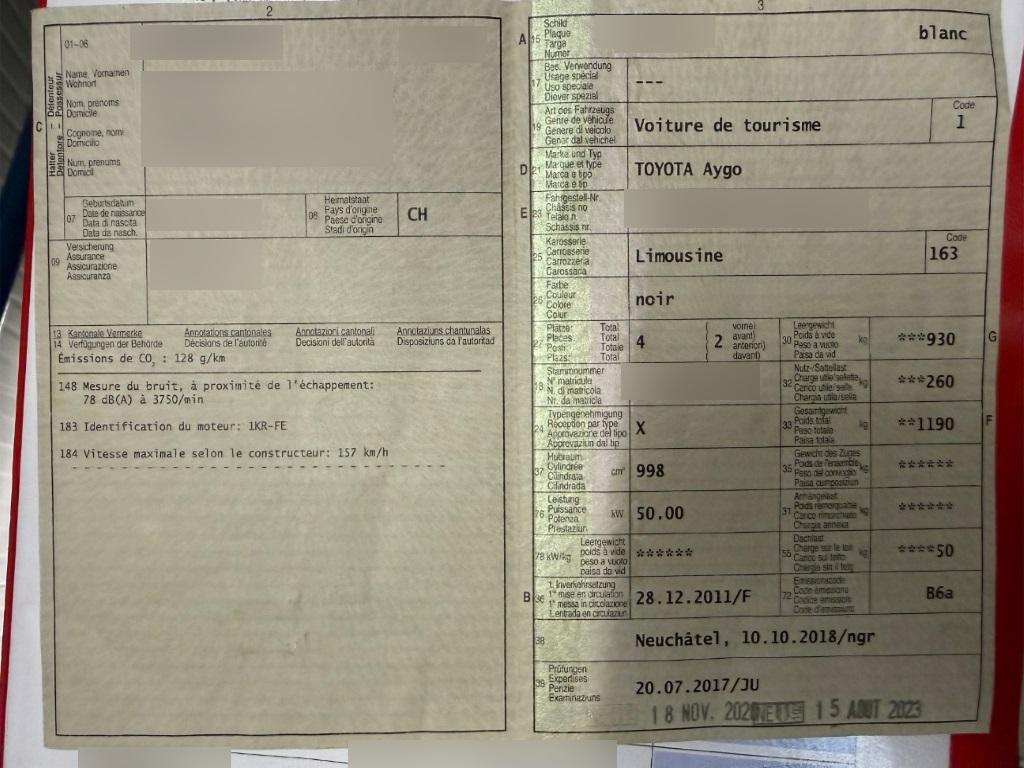 2
01-06
C
Halter – Détenteur
Detentore – Possessur
Name, Vornamen
Wohnort
Nom, prénoms
Domicile
Cognome, nomi
Domicilio
Num, prenums
Domicil
07
Geburtsdatum
Date de naissance
Data di nascita
Data da nasch.
08
Heimatstaat
Pays d'origine
Paese d'origine
Stadi d'origin
CH
09
Versicherung
Assurance
Assicurazione
Assicuranza
13 Kantonale Vermerke Annotations cantonales Annotazioni cantonali Annotaziuns chantunalas
14 Verfügungen der Behörde Décisions de l'autorité Decisioni dell'autorità Disposiziuns da l'autoritad
Émissions de CO₂ : 128 g/km
148 Mesure du bruit, à proximité de l'échappement:
78 dB(A) à 3750/min
183 Identification du moteur: 1KR-FE
184 Vitesse maximale selon le constructeur: 157 km/h
3
A
15
Schild
Plaque
Targa
Numer
blanc
17
Bes. Verwendung
Usage spécial
Uso speciale
Diever spezial
---
19
Art des Fahrzeugs
Genre de véhicule
Genere di veicolo
Gener dal vehichel
Voiture de tourisme
Code
1
D
21
Marke und Typ
Marque et type
Marca e tipo
Marca e tip
TOYOTA Aygo
E
23
Fahrgestell-Nr.
Châssis no
Telaio n.
Schassis nr.
25
Karosserie
Carrosserie
Carrozzeria
Carossaria
Limousine
Code
163
26
Farbe
Couleur
Colore
Colur
noir
27
Plätze Total
Places Total
Posti Totale
Plazs Total
4
2
vorne
avant
anteriori
davant
30
Leergewicht
Poids à vide
Peso a vuoto
Paisa da vid
kg
***930
G
18
Stammnummer
N° matricule
N. di matricola
Nr. da matricla
32
Nutz-/Sattellast
Charge utile/sellette
Carico utile/sella
Chargia utila/sella
kg
***260
24
Typengenehmigung
Réception par type
Approvazione del tipo
Approvaziun dal tip
X
33
Gesamtgewicht
Poids total
Peso totale
Paisa totala
kg
**1190
F
37
Hubraum
Cylindrée
Cilindrata
Cilindrada
cm³
998
35
Gewicht des Zuges
Poids de l'ensemble
Peso del convoglio
Paisa cumposiziun
kg
******
76
Leistung
Puissance
Potenza
Prestaziun
kW
50.00
31
Anhängelast
Poids remorquable
Carico rimorchiato
Chargia annexa
kg
******
78 kW/kg
Leergewicht
poids à vide
peso a vuoto
paisa da vid
******
55
Dachlast
Charge sur le toit
Carico sul tetto
Chargia sin il tetg
kg
****50
B
36
1. Inverkehrsetzung
1re mise en circulation
1a messa in circolazione
1. entrada en circulaziun
28.12.2011/F
72
Emissionscode
Code émissions
Codice emissioni
Code d'emissiuns
B6a
38
Neuchâtel, 10.10.2018/ngr
39
Prüfungen
Expertises
Perizie
Examinaziuns
20.07.2017/JU
18 NOV. 2020
15 AOUT 2023